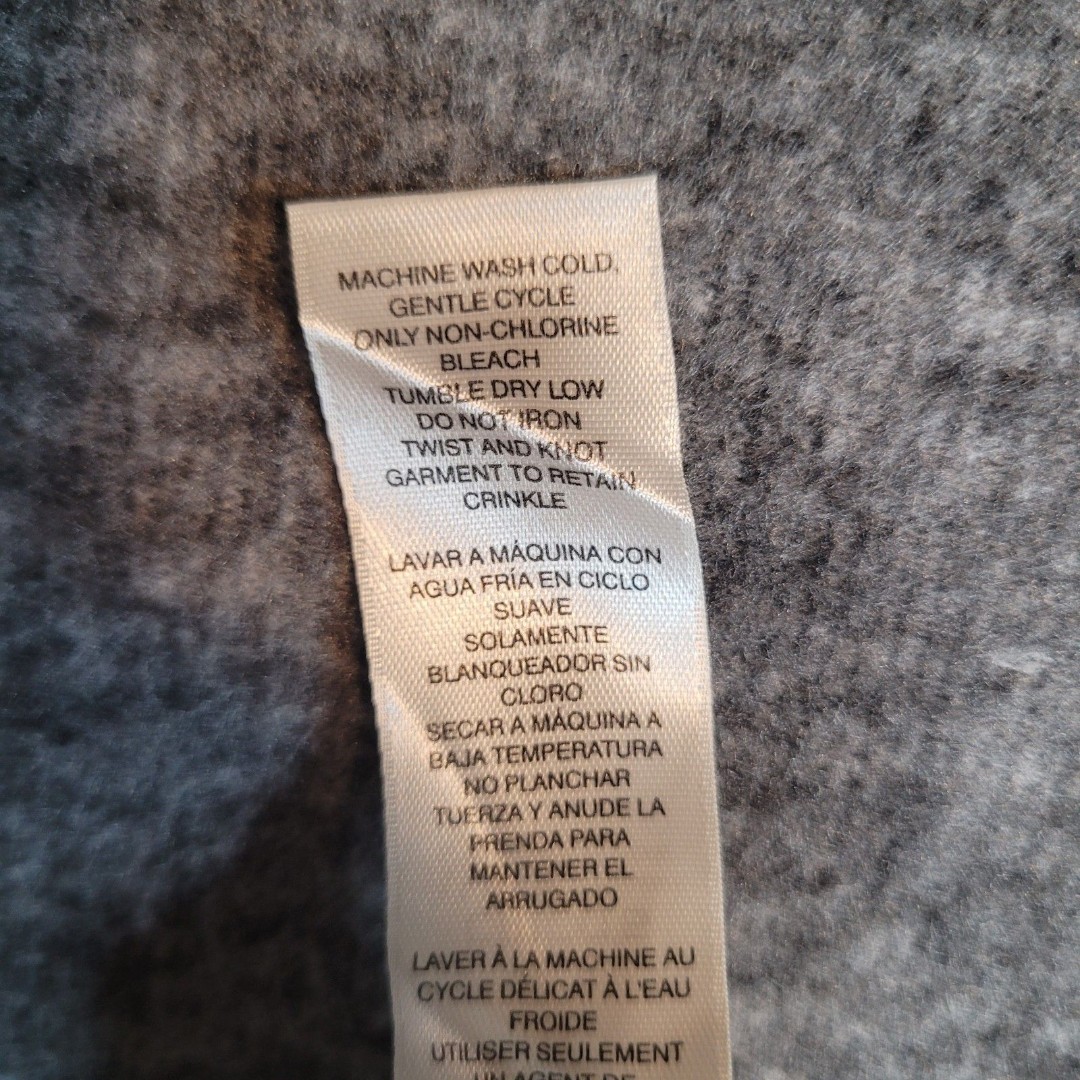 MACHINE WASH COLD,
GENTLE CYCLE
ONLY NON-CHLORINE
BLEACH
TUMBLE DRY LOW
DO NOT IRON
TWIST AND KNOT
GARMENT TO RETAIN
CRINKLE
LAVAR A MÁQUINA CON
AGUA FRÍA EN CICLO
SUAVE
SOLAMENTE
BLANQUEADOR SIN
CLORO
SECAR A MÁQUINA A
BAJA TEMPERATURA
NO PLANCHAR
TUERZA Y ANUDE LA
PRENDA PARA
MANTENER EL
ARRUGADO
LAVER À LA MACHINE AU
CYCLE DÉLICAT À L'EAU
FROIDE
UTILISER SEULEMENT
UN AGENT DE